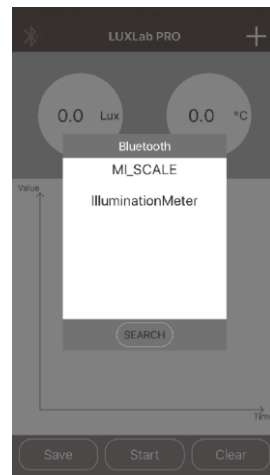 LUXLab PRO
0.0 Lux
0.0 °C
Bluetooth
MI_SCALE
IlluminationMeter
Value
SEARCH
Time
Save
Start
Clear